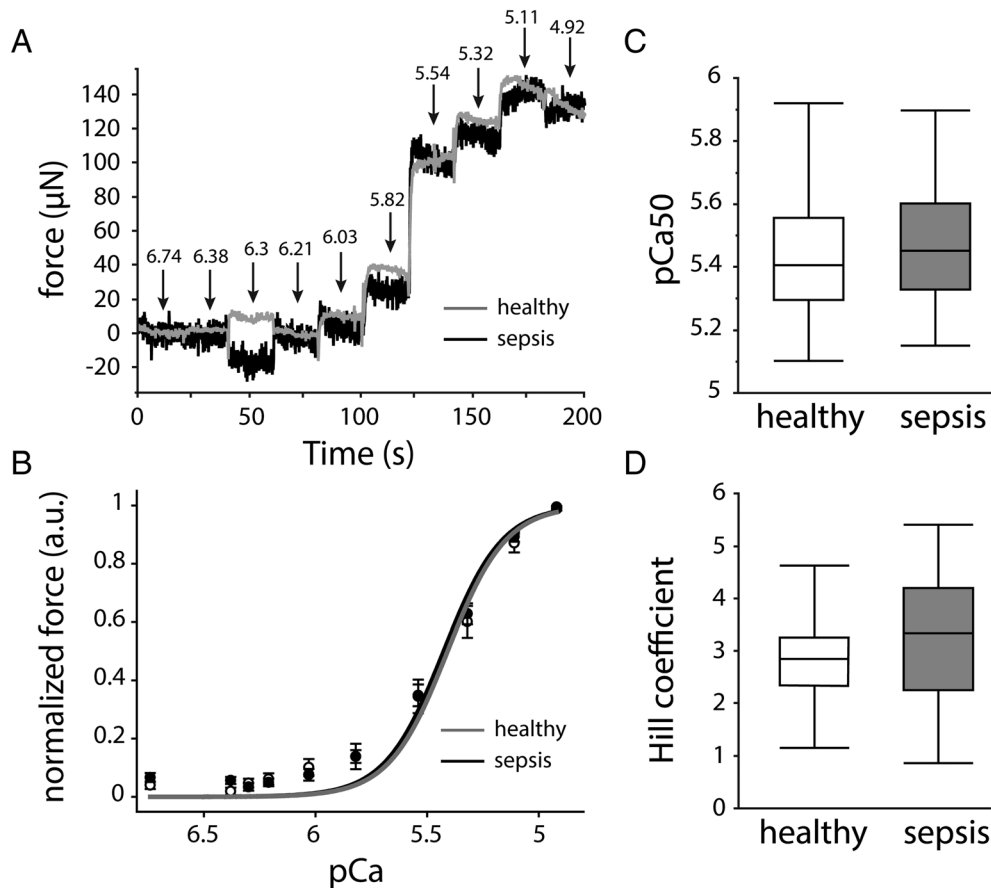 A
6.74
6.38
6.3
6.21
6.03
5.82
5.54
5.32
5.11
4.92
force (µN)
140
120
100
80
60
40
20
0
-20
healthy
sepsis
0
50
100
150
200
Time (s)
B
normalized force (a.u.)
1
0.8
0.6
0.4
0.2
0
healthy
sepsis
6.5
6
5.5
5
pCa
C
pCa50
6
5.8
5.6
5.4
5.2
5
healthy
sepsis
D
Hill coefficient
6
5
4
3
2
1
0
healthy
sepsis